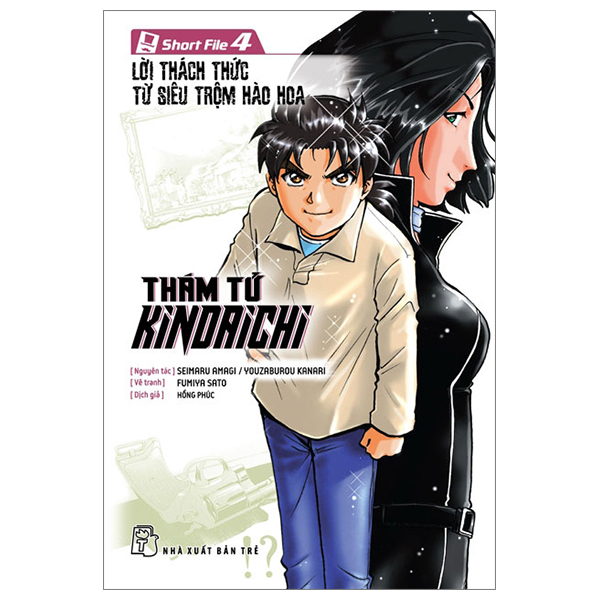 Short File 4
LỜI THÁCH THỨC
TỪ SIÊU TRỘM HÀO HOA
THÁM TỬ
KINDAICHI
[ Nguyên tác ] SEIMARU AMAGI / YOUZABUROU KANARI
[ Vẽ tranh ] FUMIYA SATO
[ Dịch giả ] HỒNG PHÚC
!?
T
NHÀ XUẤT BẢN TRẺ